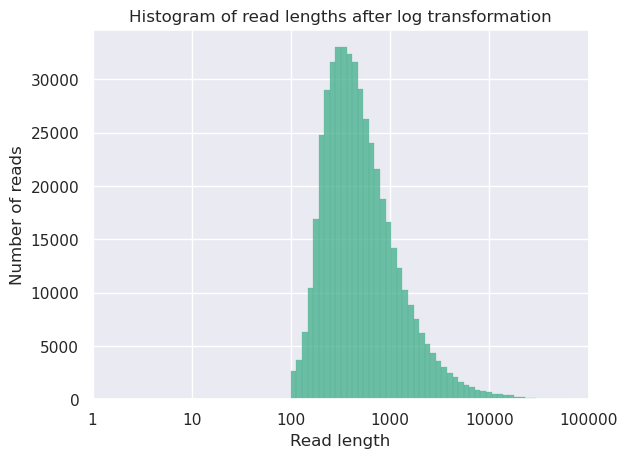 Histogram of read lengths after log transformation
30000
25000
20000
15000
10000
5000
0
Number of reads
1 10 100 1000 10000 100000
Read length